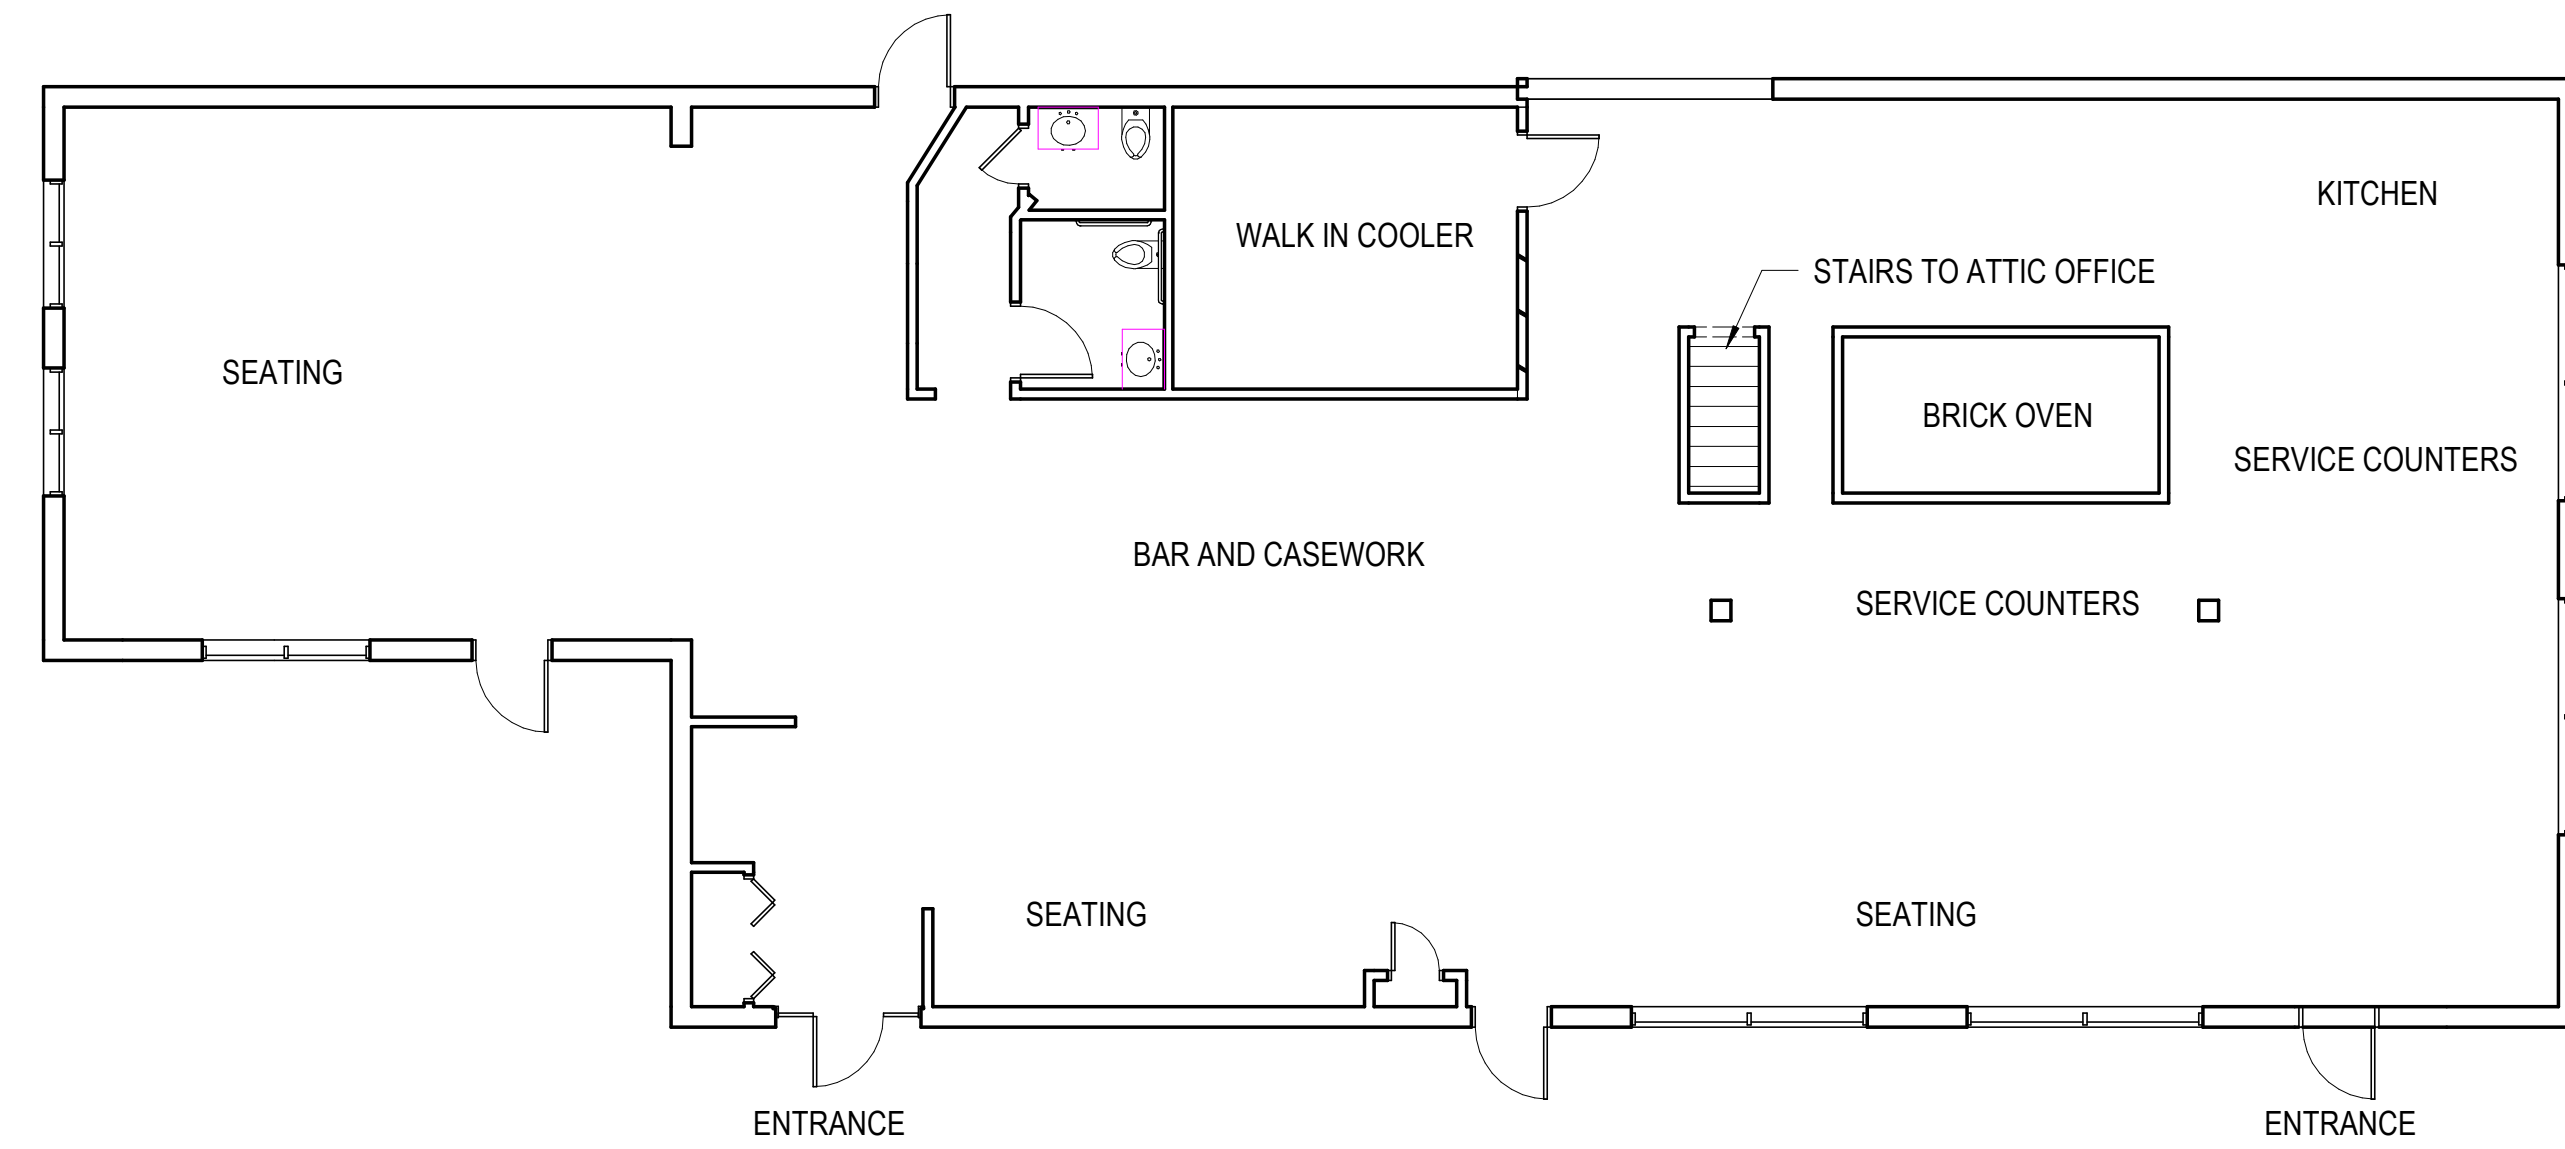 KITCHEN
WALK IN COOLER
STAIRS TO ATTIC OFFICE
SEATING
BRICK OVEN
SERVICE COUNTERS
BAR AND CASEWORK
SERVICE COUNTERS
SEATING
SEATING
ENTRANCE
ENTRANCE